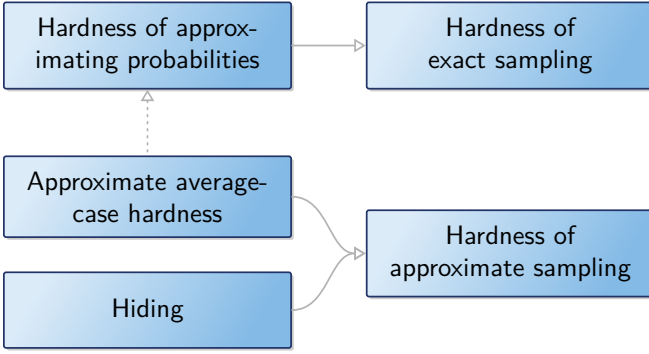 Hardness of approx-
imating probabilities
Hardness of
exact sampling
Approximate average-
case hardness
Hardness of
approximate sampling
Hiding